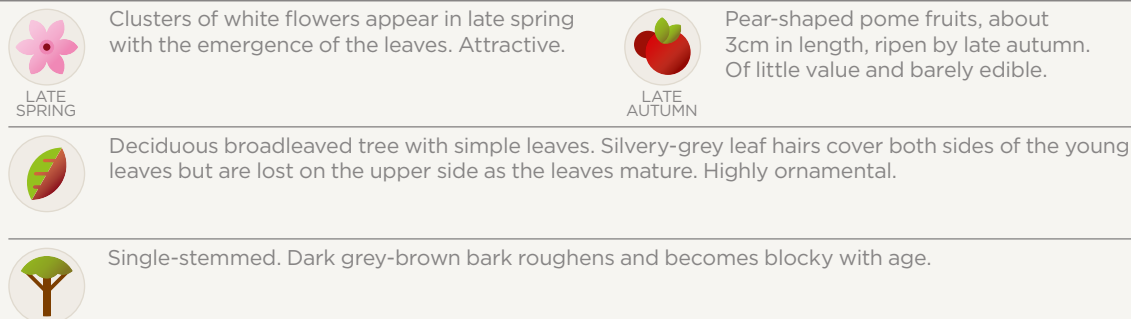 Clusters of white flowers appear in late spring
with the emergence of the leaves. Attractive.
LATE
SPRING
Pear-shaped pome fruits, about
3cm in length, ripen by late autumn.
Of little value and barely edible.
LATE
AUTUMN
Deciduous broadleaved tree with simple leaves. Silvery-grey leaf hairs cover both sides of the young
leaves but are lost on the upper side as the leaves mature. Highly ornamental.
Single-stemmed. Dark grey-brown bark roughens and becomes blocky with age.